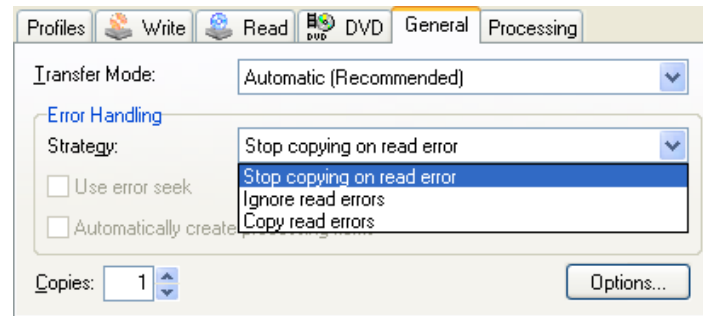 Profiles Write Read DVD General Processing
Transfer Mode: Automatic (Recommended)
Error Handling
Strategy: Stop copying on read error
Stop copying on read error
Use error seek
Ignore read errors
Copy read errors
Automatically create
Copies: 1 Options...